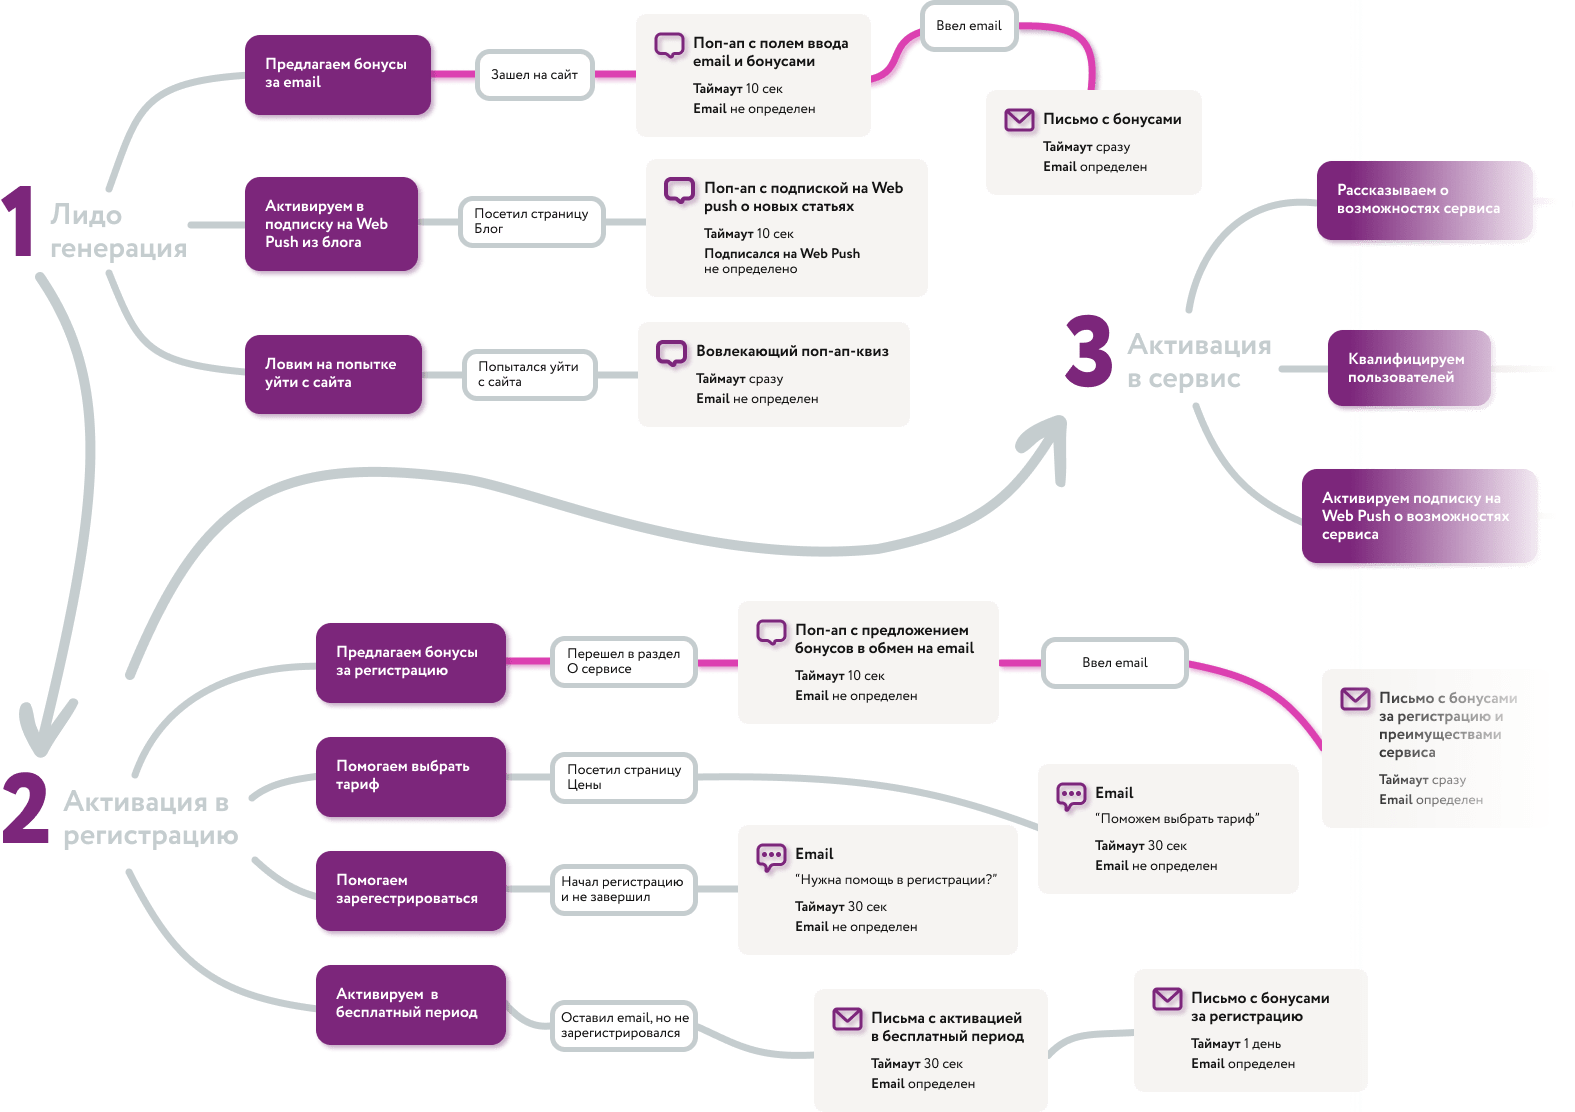 1
Лидо
генерация
Предлагаем бонусы
за email
Зашел на сайт
Поп-ап с полем ввода
email и бонусами
Таймаут 10 сек
Email не определен
Ввел email
Письмо с бонусами
Таймаут сразу
Email определен
Активируем в
подписку на Web
Push из блога
Посетил страницу
Блог
Поп-ап с подпиской на Web
push о новых статьях
Таймаут 10 сек
Подписался на Web Push
не определено
Ловим на попытке
уйти с сайта
Попытался уйти
с сайта
Вовлекающий поп-ап-квиз
Таймаут сразу
Email не определен
3
Активация
в сервис
Рассказываем о
возможностях сервиса
Квалифицируем
пользователей
Активируем подписку на
Web Push о возможностях
сервиса
2
Активация в
регистрацию
Предлагаем бонусы
за регистрацию
Перешел в раздел
О сервисе
Поп-ап с предложением
бонусов в обмен на email
Таймаут 10 сек
Email не определен
Ввел email
Письмо с бонусами
за регистрацию и
преимуществами
сервиса
Таймаут сразу
Email определен
Помогаем выбрать
тариф
Посетил страницу
Цены
Email
"Поможем выбрать тариф"
Таймаут 30 сек
Email не определен
Помогаем
зарегестрироваться
Начал регистрацию
и не завершил
Email
"Нужна помощь в регистрации?"
Таймаут 30 сек
Email не определен
Активируем в
бесплатный период
Оставил email, но не
зарегистрировался
Письма с активацией
в бесплатный период
Таймаут 30 сек
Email определен
Письмо с бонусами
за регистрацию
Таймаут 1 день
Email определен